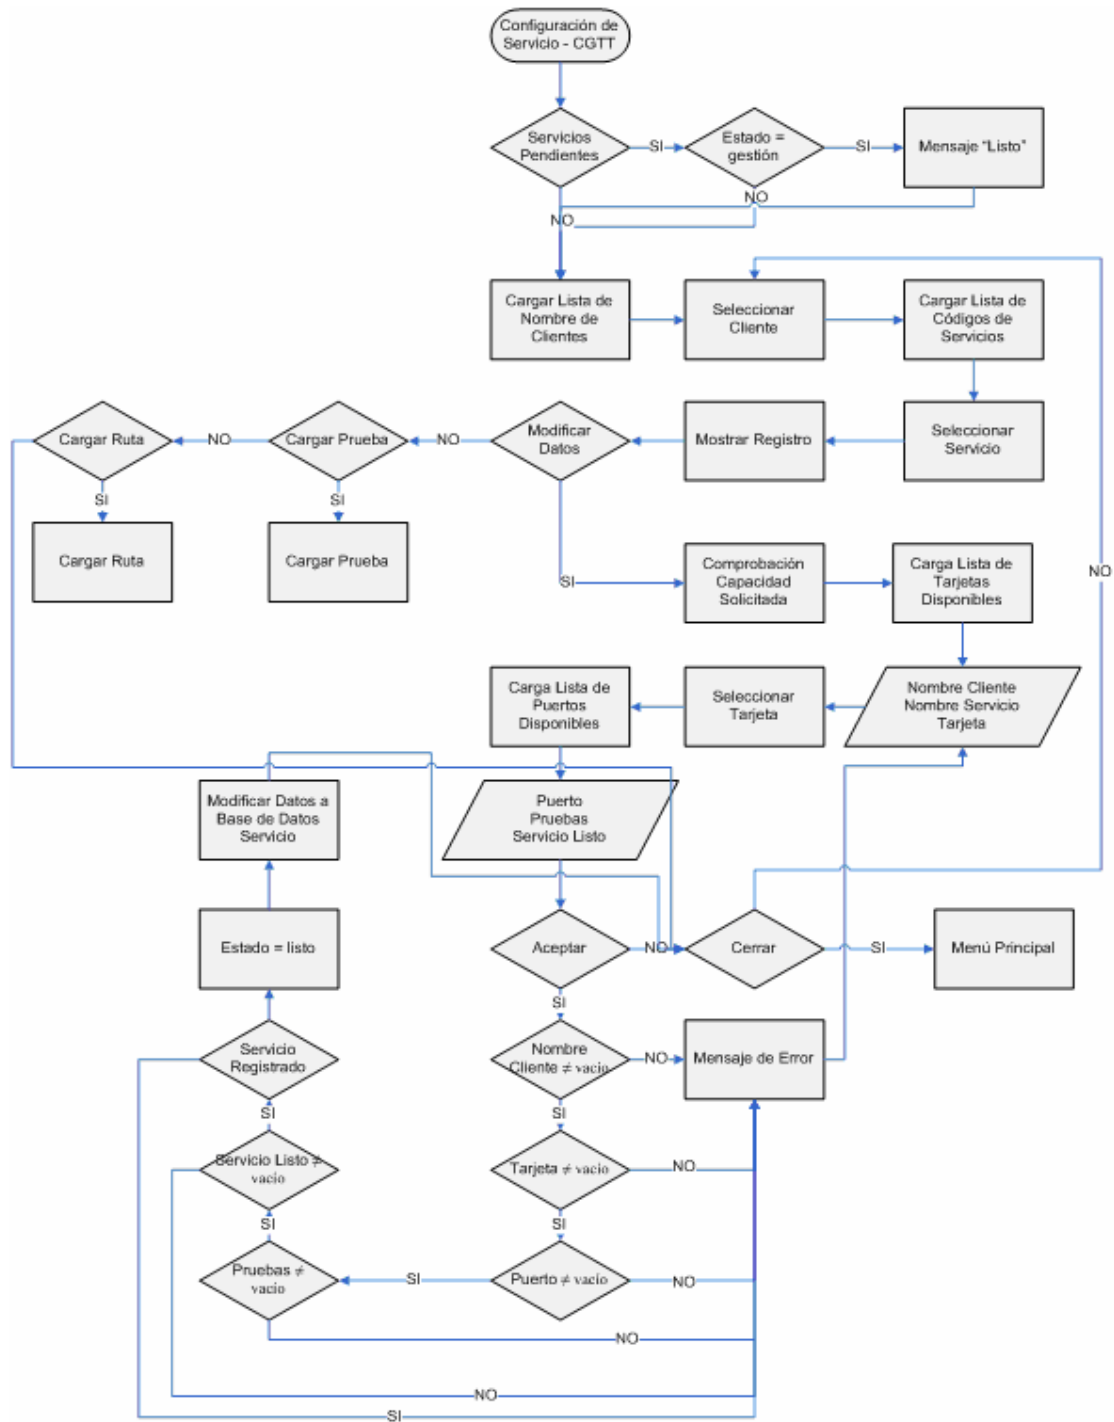 Configuración de
Servicio - CGTT
Servicios
Pendientes
SI
Estado =
gestión
SI
Mensaje "Listo"
NO
NO
Cargar Lista de
Nombre de
Clientes
Seleccionar
Cliente
Cargar Lista de
Códigos de
Servicios
Cargar Ruta
NO
Cargar Prueba
NO
Modificar
Datos
Mostrar Registro
Seleccionar
Servicio
SI
SI
Cargar Ruta
Cargar Prueba
SI
Comprobación
Capacidad
Solicitada
Carga Lista de
Tarjetas
Disponibles
NO
Carga Lista de
Puertos
Disponibles
Seleccionar
Tarjeta
Nombre Cliente
Nombre Servicio
Tarjeta
Modificar Datos a
Base de Datos
Servicio
Puerto
Pruebas
Servicio Listo
Estado = listo
Aceptar
NO
Cerrar
SI
Menú Principal
SI
Servicio
Registrado
Nombre
Cliente ≠ vacio
NO
Mensaje de Error
SI
SI
Servicio Listo ≠
vacio
Tarjeta ≠ vacio
NO
SI
SI
Pruebas ≠
vacio
SI
Puerto ≠ vacio
NO
NO
NO
SI